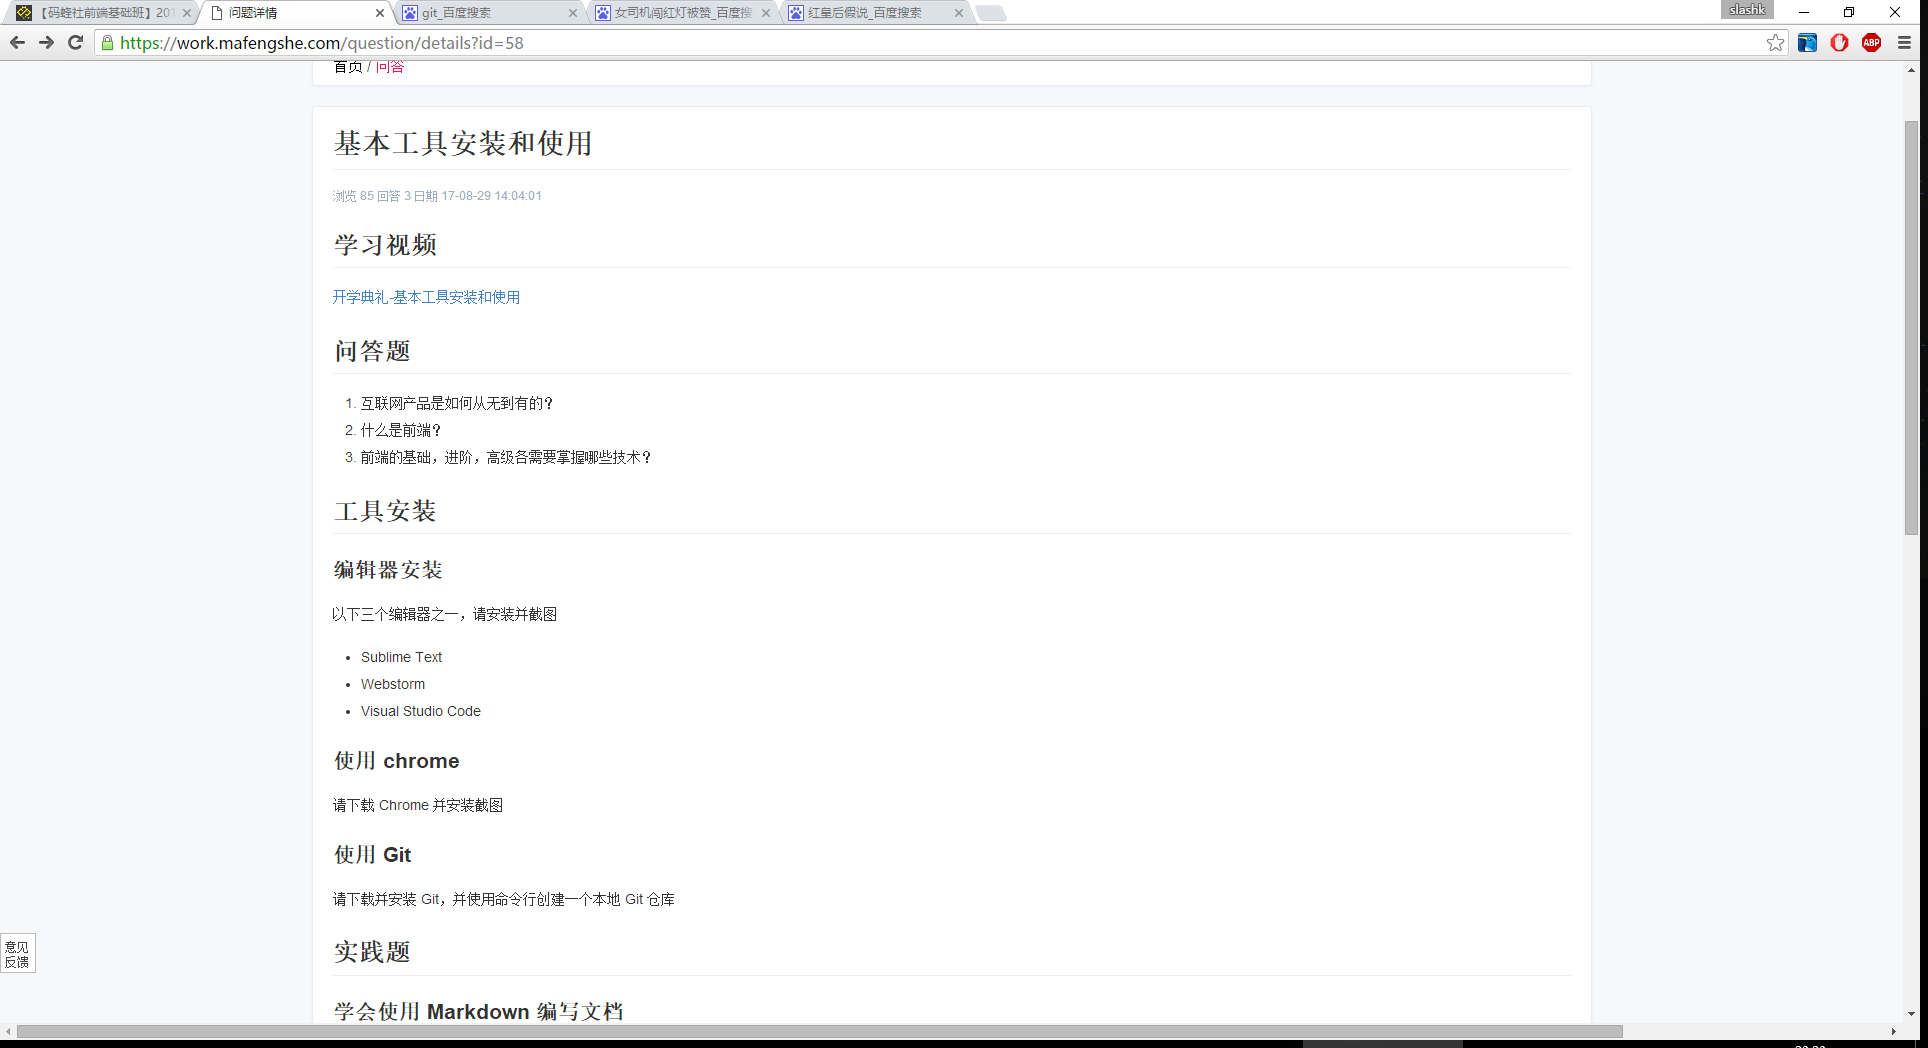 【码蜂社前端基础班】201
问题详情
git_百度搜索
女司机闯红灯被赞_百度搜
红皇后假说_百度搜索
slashk
https://work.mafengshe.com/question/details?id=58
ABP
首页 / 问答
基本工具安装和使用
浏览 85 回答 3 日期 17-08-29 14:04:01
学习视频
开学典礼-基本工具安装和使用
问答题
1. 互联网产品是如何从无到有的？
2. 什么是前端？
3. 前端的基础，进阶，高级各需要掌握哪些技术？
工具安装
编辑器安装
以下三个编辑器之一，请安装并截图
• Sublime Text
• Webstorm
• Visual Studio Code
使用 chrome
请下载 Chrome 并安装截图
使用 Git
请下载并安装 Git，并使用命令行创建一个本地 Git 仓库
意见
反馈
实践题
学会使用 Markdown 编写文档